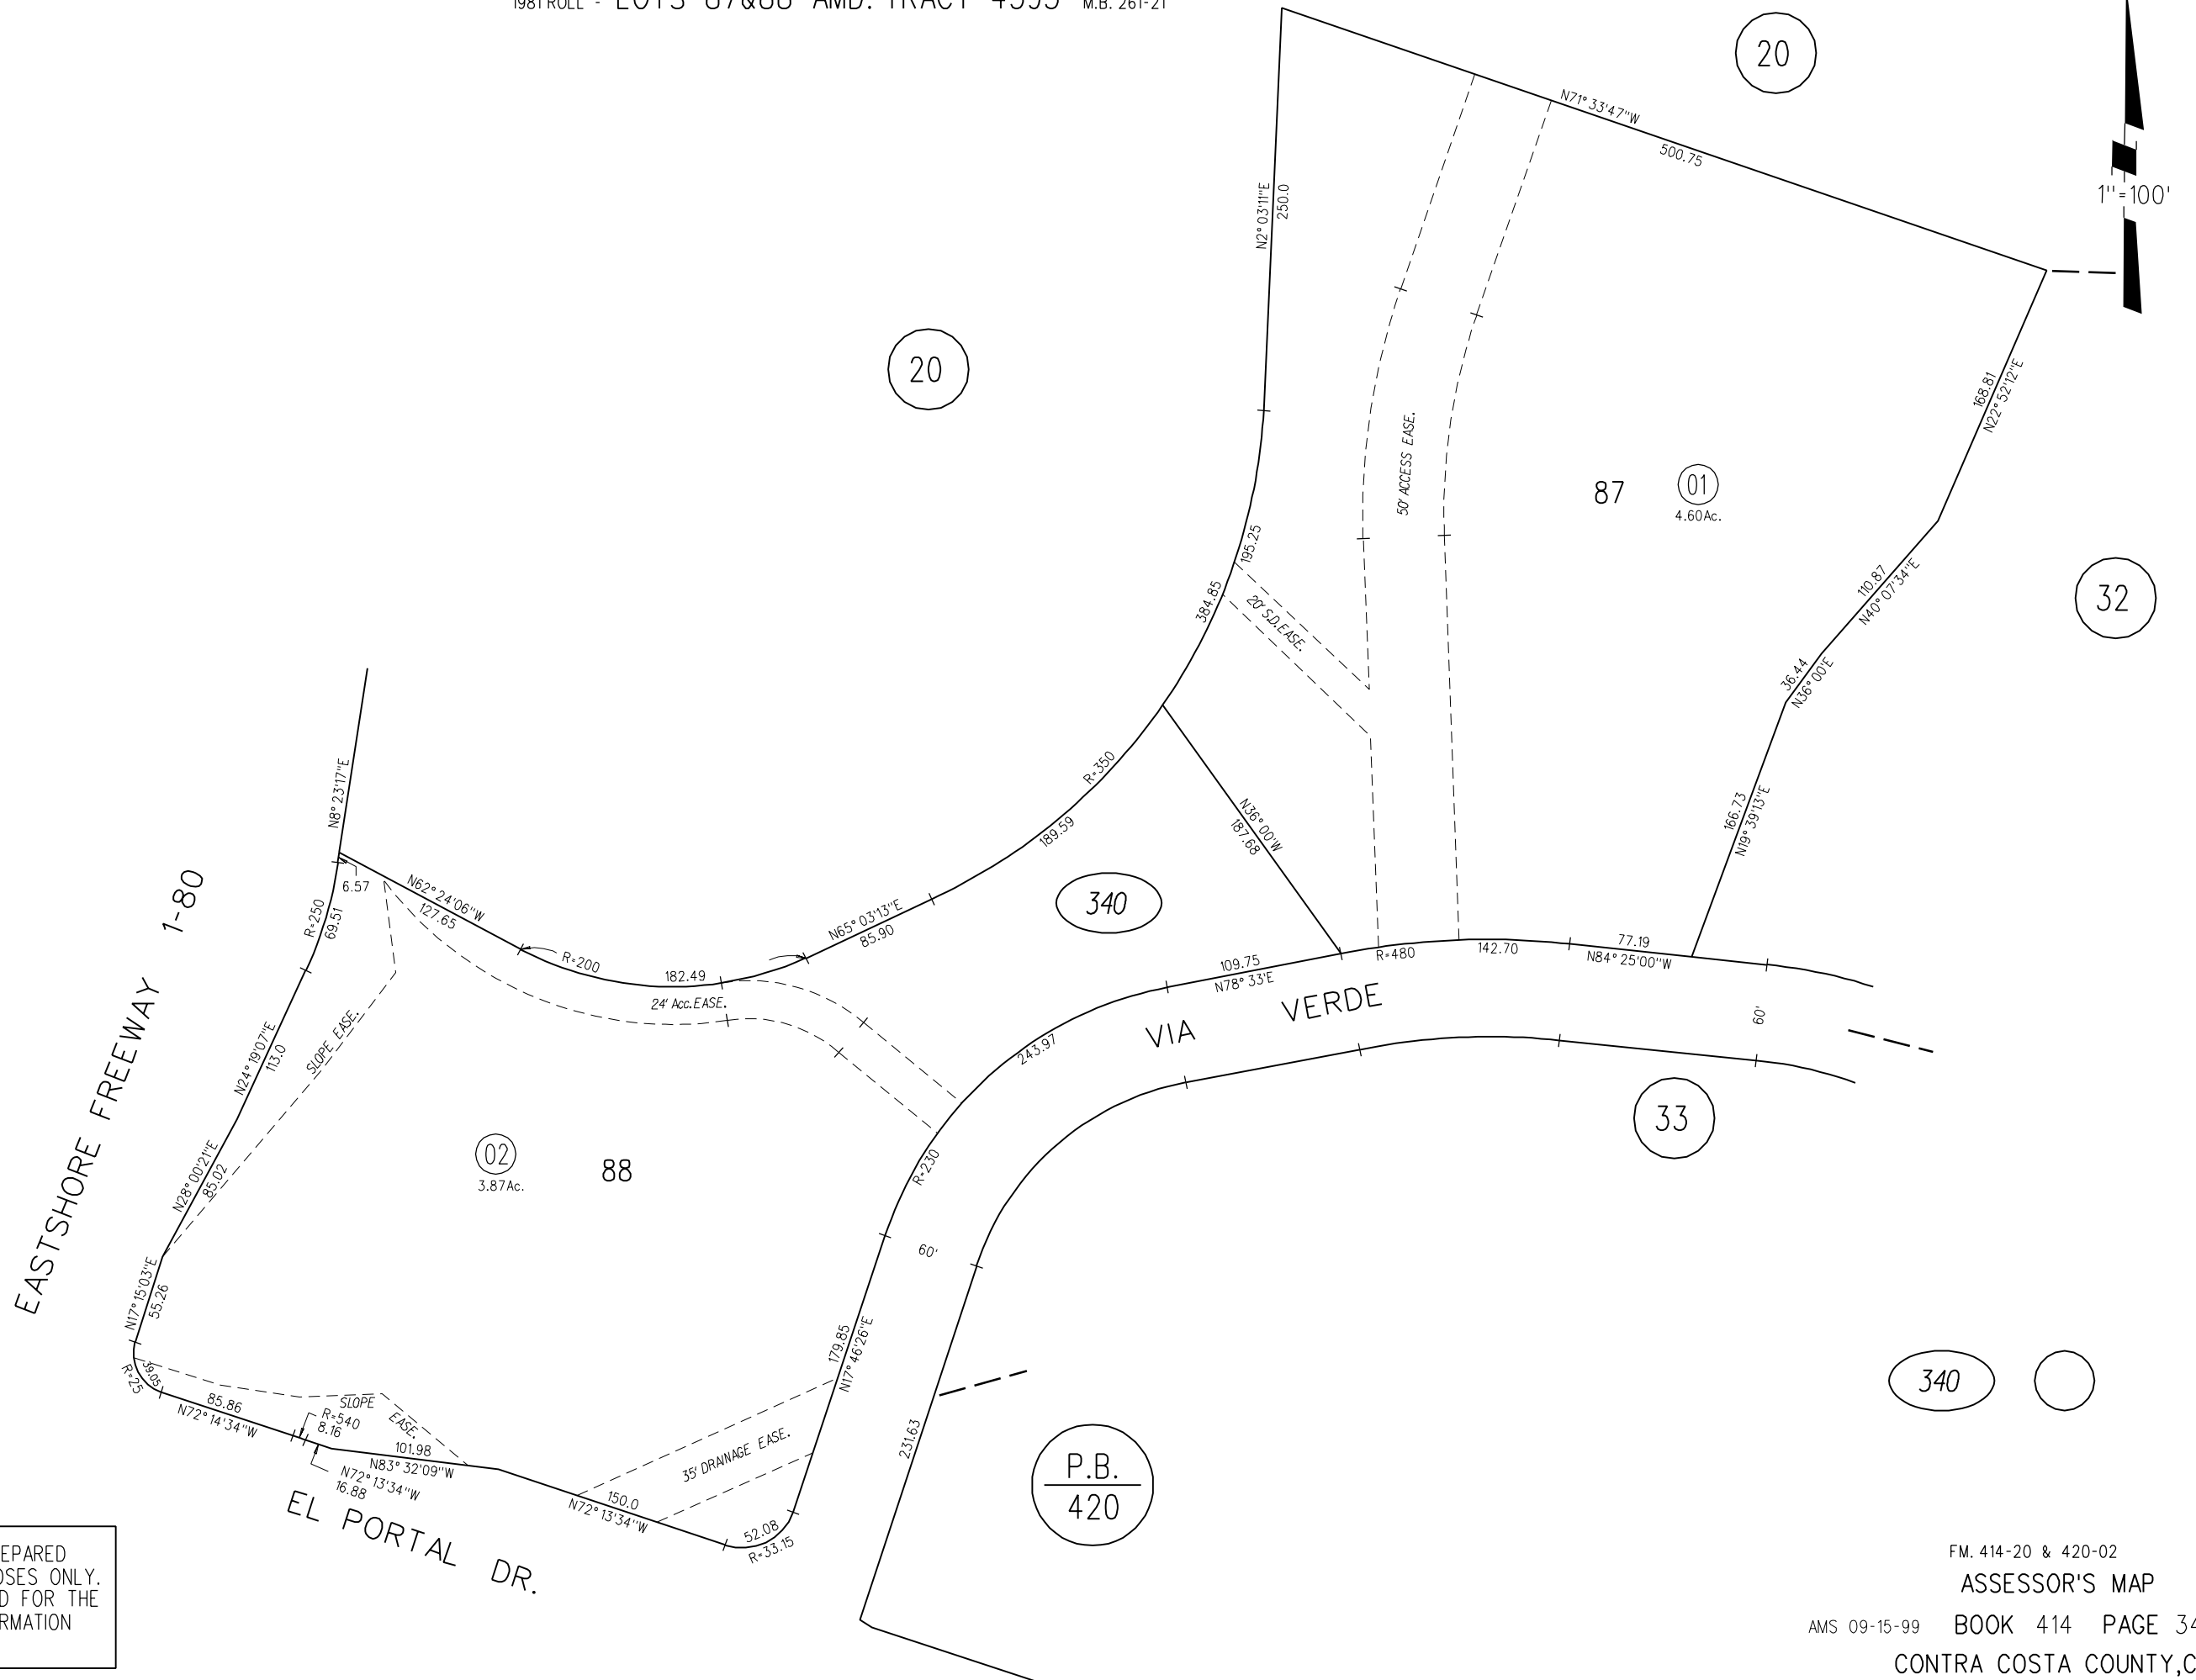 1981 ROLL - LOTS 87&88 AMD. TRACT 4595 M.B. 261-21
20
N71°33'47"W
500.75
1"=100'
N2°03'11"E
250.0
20
168.81
N22°52'12"E
50' ACCESS EASE.
87
01
4.60Ac.
195.25
384.85
20' S.D.EASE.
110.87
N40°07'34"E
32
36.44
N36°00'E
R=350
189.59
N36°00'W
187.68
166.73
N19°39'13"E
N8°23'17"E
6.57
N62°24'06"W
127.65
R=250
69.51
R=200
182.49
24' Acc.EASE.
N65°03'13"E
85.90
340
109.75
N78°33'E
R=480
142.70
77.19
N84°25'00"W
60'
VIA VERDE
243.97
R=230
33
EASTSHORE FREEWAY 1-80
N24°19'07"E
113.0
SLOPE EASE.
N28°00'21"E
85.02
02
3.87Ac.
88
60'
N17°15'03"E
55.26
39.05
R=25
179.85
N17°46'26"E
85.86
N72°14'34"W
R=540
8.16
SLOPE
EASE.
101.98
N83°32'09"W
N72°13'34"W
16.88
35' DRAINAGE EASE.
150.0
N72°13'34"W
52.08
R=33.15
231.63
EL PORTAL DR.
340
P.B.
420
EPARED
OSES ONLY.
D FOR THE
RMATION
FM. 414-20 & 420-02
ASSESSOR'S MAP
AMS 09-15-99 BOOK 414 PAGE 34
CONTRA COSTA COUNTY,C